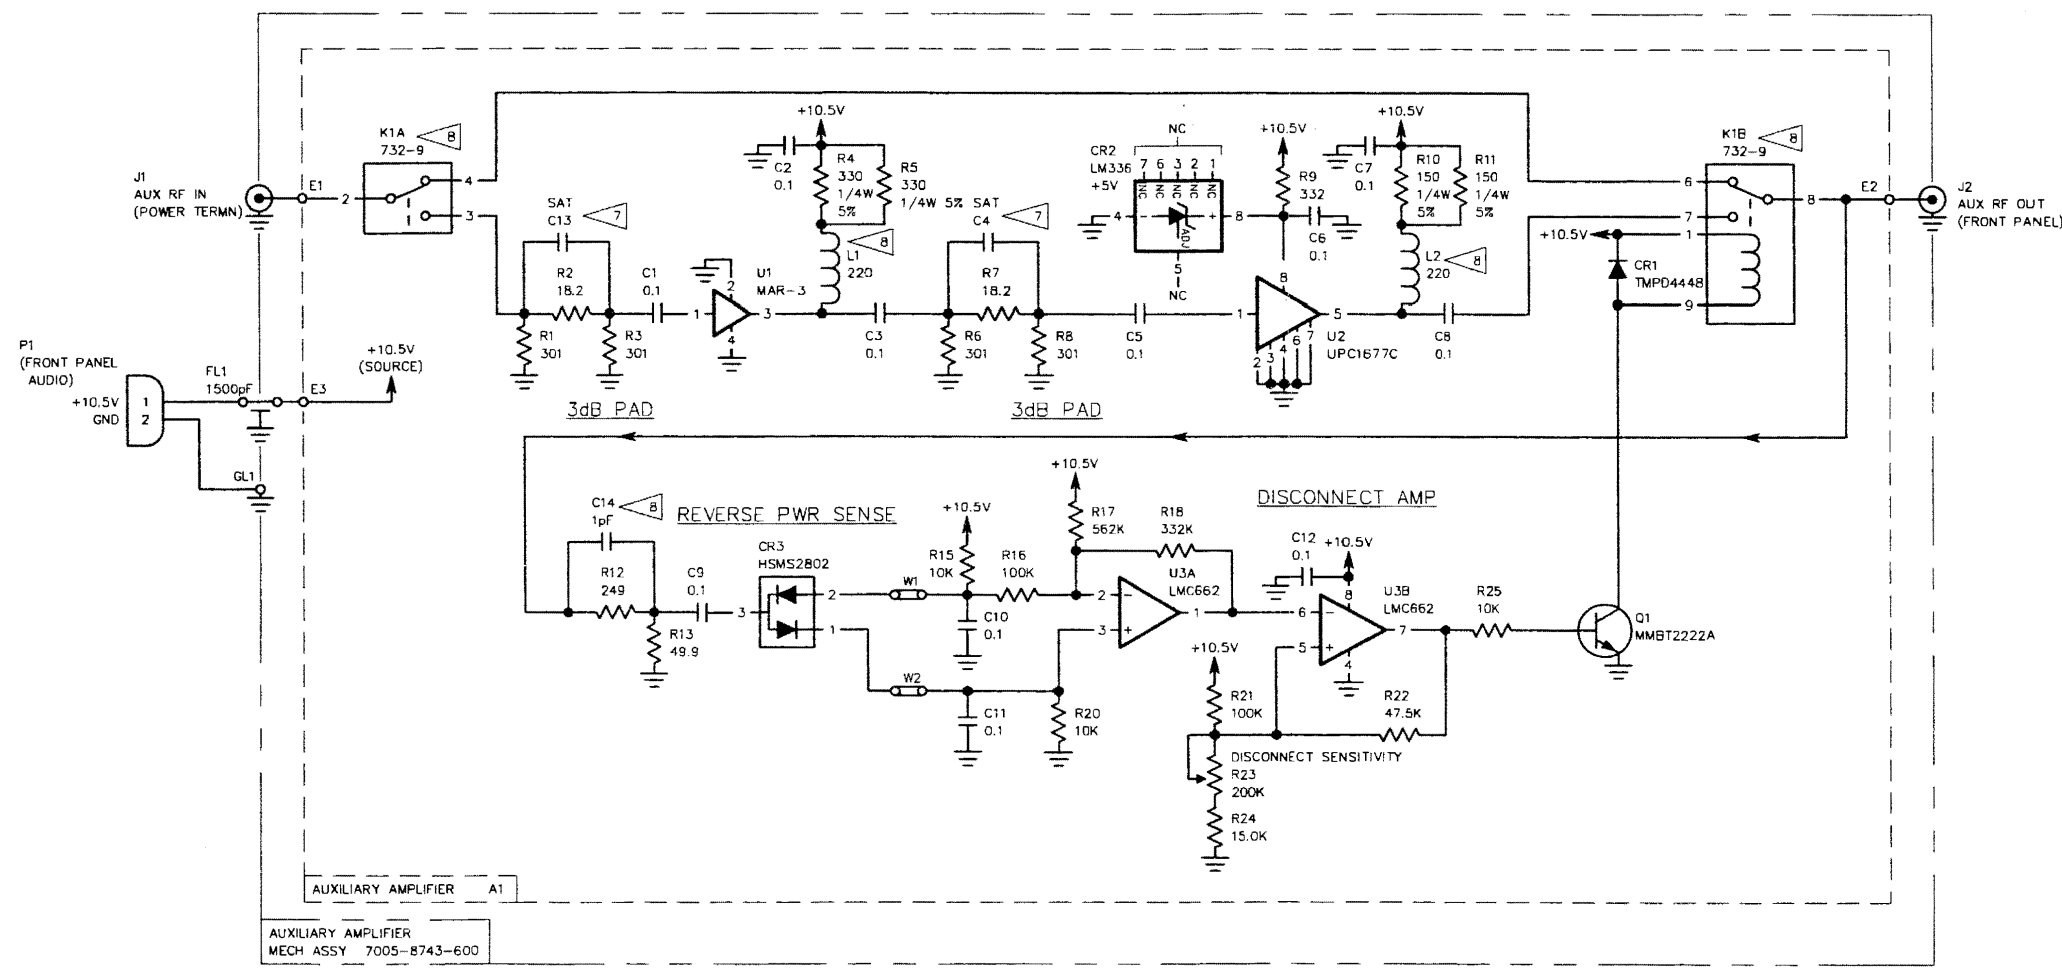 J1
AUX RF IN
(POWER TERMN)
E1
K1A
732-9
8
2
4
3
SAT
C13
7
R2
18.2
R1
301
R3
301
C1
0.1
3dB PAD
+10.5V
C2
0.1
R4
330
1/4W
5%
R5
330
1/4W 5%
8
L1
220
U1
MAR-3
1
2
3
4
C3
0.1
SAT
C4
7
R7
18.2
R6
301
R8
301
3dB PAD
C5
0.1
NC
CR2
LM336
+5V
7 6 3 2 1
NC NC NC NC NC
4
-
+
8
ADJ
5
NC
+10.5V
R9
332
C6
0.1
1
8
5
2 3 4 6 7
U2
UPC1677C
+10.5V
C7
0.1
R10
150
1/4W
5%
R11
150
1/4W
5%
L2
220
8
C8
0.1
K1B
732-9
8
6
7
8
1
9
+10.5V
CR1
TMPD4448
E2
J2
AUX RF OUT
(FRONT PANEL)
P1
(FRONT PANEL
AUDIO)
+10.5V 1
GND 2
FL1
1500pF
E3
+10.5V
(SOURCE)
GL1
C14
1pF
8
REVERSE PWR SENSE
R12
249
R13
49.9
C9
0.1
CR3
HSMS2802
3
2
1
W1
W2
+10.5V
R15
10K
R16
100K
C10
0.1
C11
0.1
R20
10K
+10.5V
R17
562K
R18
332K
U3A
LMC662
2
-
3
+
1
DISCONNECT AMP
C12
0.1
+10.5V
U3B
LMC662
8
6
-
5
+
7
4
+10.5V
R21
100K
R22
47.5K
DISCONNECT SENSITIVITY
R23
200K
R24
15.0K
R25
10K
Q1
MMBT2222A
AUXILIARY AMPLIFIER A1
AUXILIARY AMPLIFIER
MECH ASSY 7005-8743-600